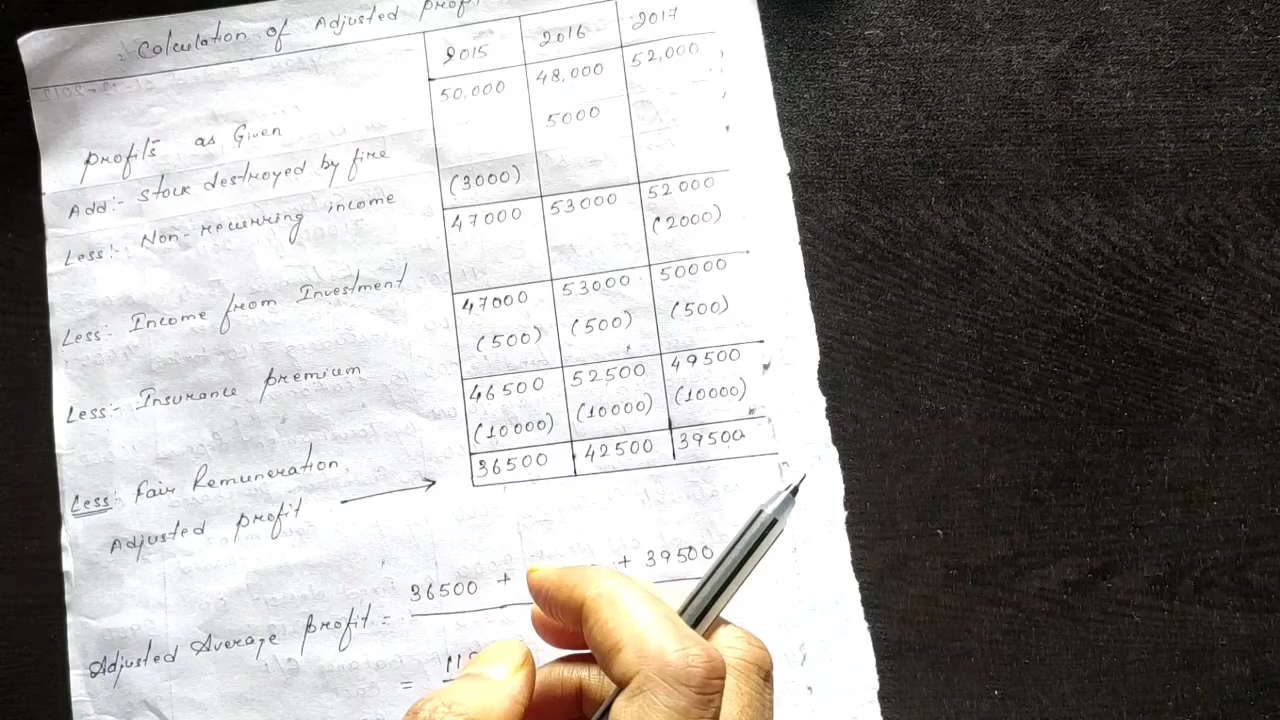 Calculation of Adjusted Profi
2015 2016 2017
Profits as Given 50,000 48,000 52,000
Add:- Stock destroyed by fire 5000
Less:- Non-recurring income (3000)
47000 53000 52000
Less:- Income from Investment (2000)
47000 53000 50000
Less:- Insurance premium (500) (500) (500)
46500 52500 49500
Less: Fair Remuneration. (10000) (10000) (10000)
Adjusted profit 36500 42500 39500
Adjusted Average profit = 36500 + + 39500
= 11